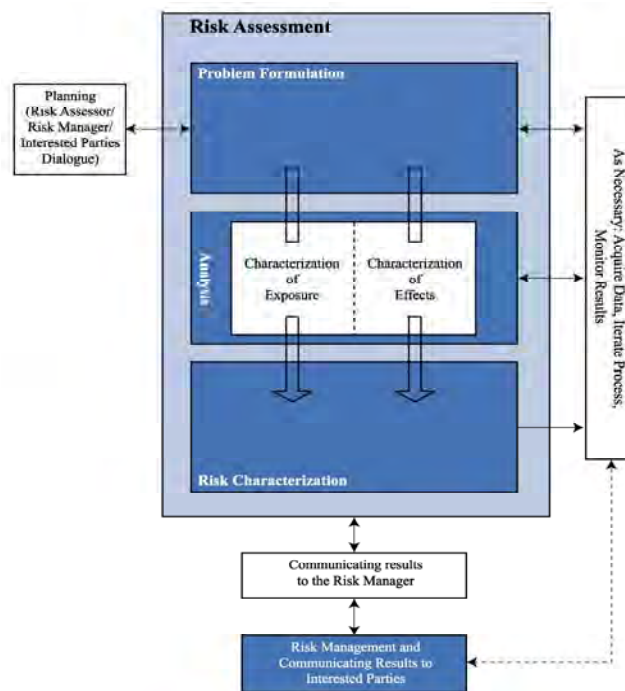 Risk Assessment
Problem Formulation
Planning
(Risk Assessor/
Risk Manager/
Interested Parties
Dialogue)
As Necessary: Acquire Data, Iterate Process,
Monitor Results
Analysis
Characterization
of
Exposure
Characterization
of
Effects
Risk Characterization
Communicating results
to the Risk Manager
Risk Management and
Communicating Results to
Interested Parties